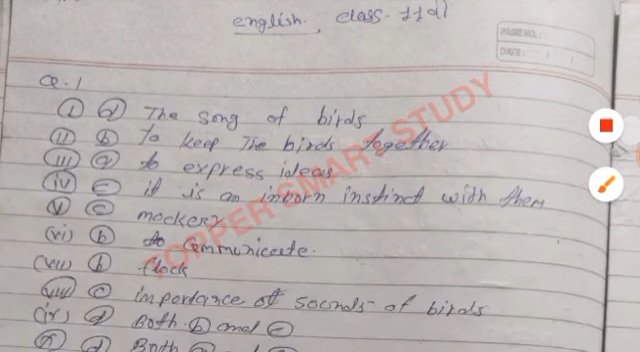 english. class- 11th
PAGE NO.:
DATE: / /
Q.1
(i) (d) The song of birds
(ii) (b) To keep The birds together
(iii) (a) to express ideas
(iv) (c) it is an inborn instinct with them
(v) (c) mockery
(vi) (b) to communicate.
(vii) (b) flock
(viii) (c) importance of sounds of birds
(ix) (d) Both (b) and (c)
(x) (d) Both (a) and
TOPPER SMART STUDY